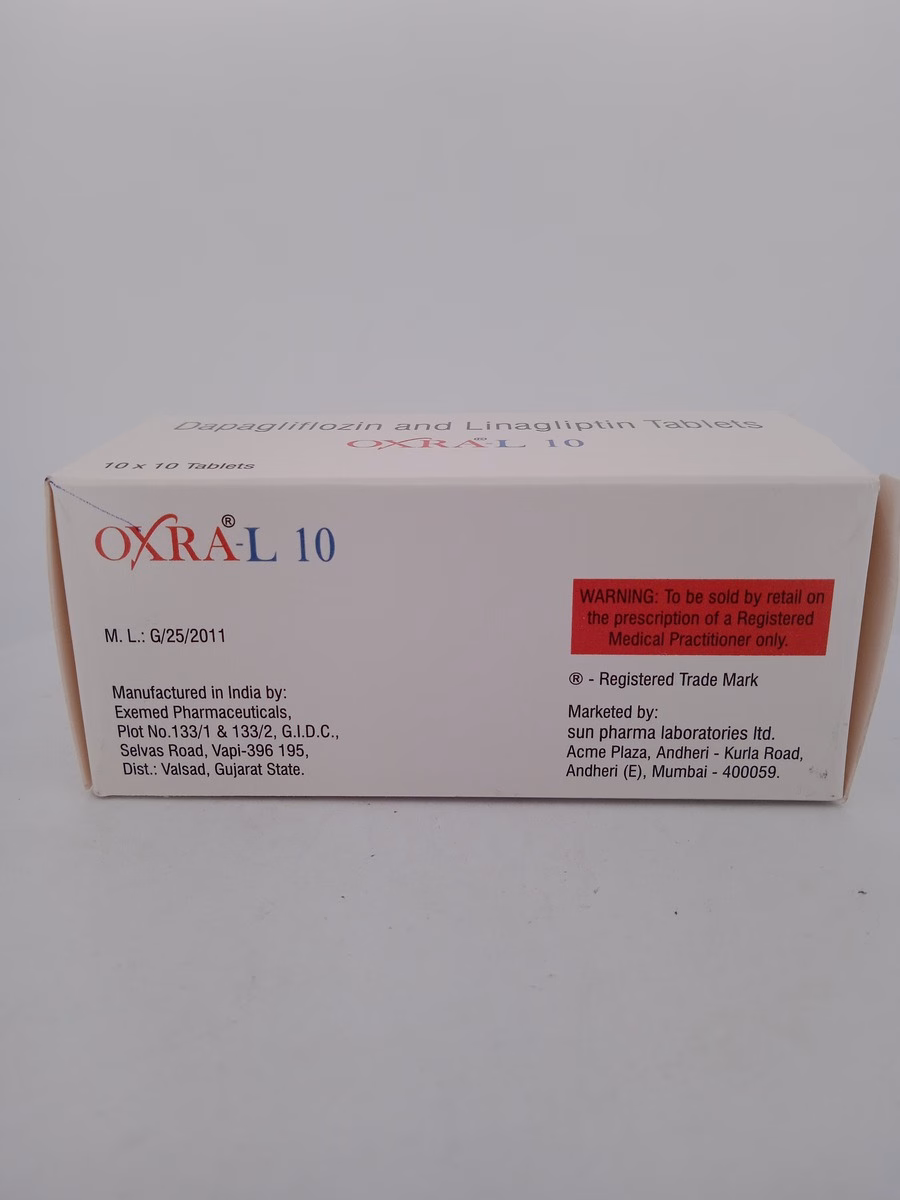 Dapagliflozin and Linagliptin Tablets
OXRA®-L 10
10 x 10 Tablets
OXRA®-L 10
WARNING: To be sold by retail on
the prescription of a Registered
Medical Practitioner only.
M. L.: G/25/2011
® - Registered Trade Mark
Manufactured in India by:
Exemed Pharmaceuticals,
Plot No.133/1 & 133/2, G.I.D.C.,
Selvas Road, Vapi-396 195,
Dist.: Valsad, Gujarat State.
Marketed by:
sun pharma laboratories ltd.
Acme Plaza, Andheri - Kurla Road,
Andheri (E), Mumbai - 400059.